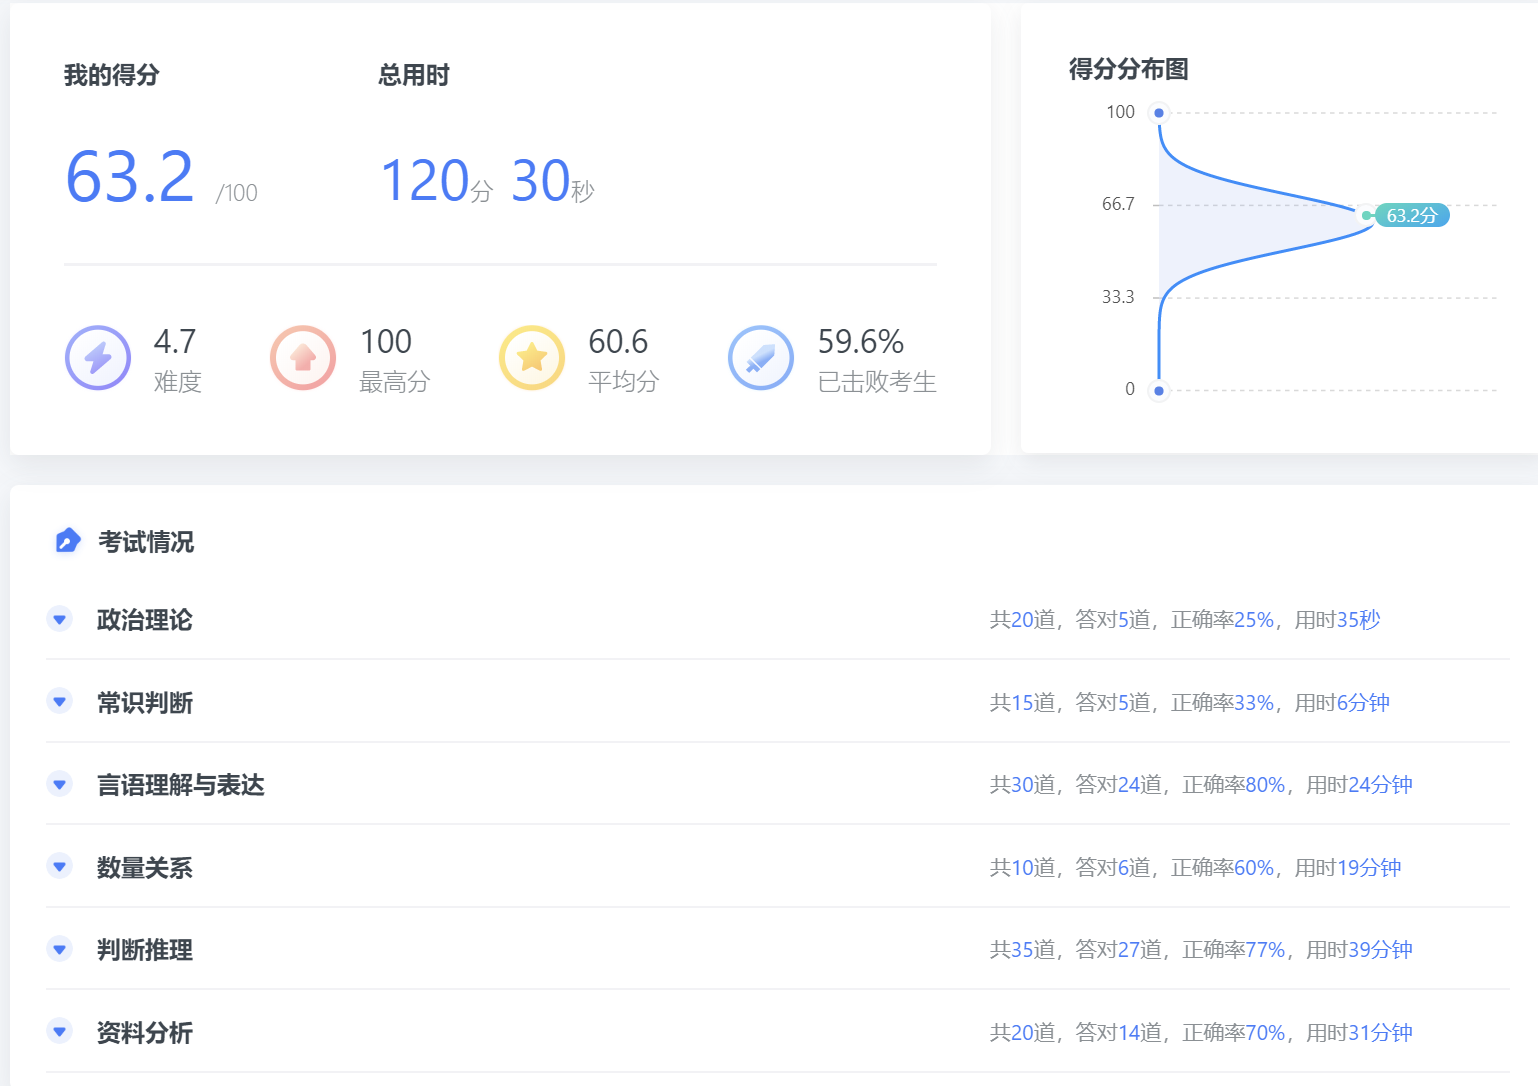 我的得分
总用时
63.2 /100
120分 30秒
4.7
难度
100
最高分
60.6
平均分
59.6%
已击败考生
得分分布图
100
66.7
63.2分
33.3
0
考试情况
政治理论 共20道，答对5道，正确率25%，用时35秒
常识判断 共15道，答对5道，正确率33%，用时6分钟
言语理解与表达 共30道，答对24道，正确率80%，用时24分钟
数量关系 共10道，答对6道，正确率60%，用时19分钟
判断推理 共35道，答对27道，正确率77%，用时39分钟
资料分析 共20道，答对14道，正确率70%，用时31分钟